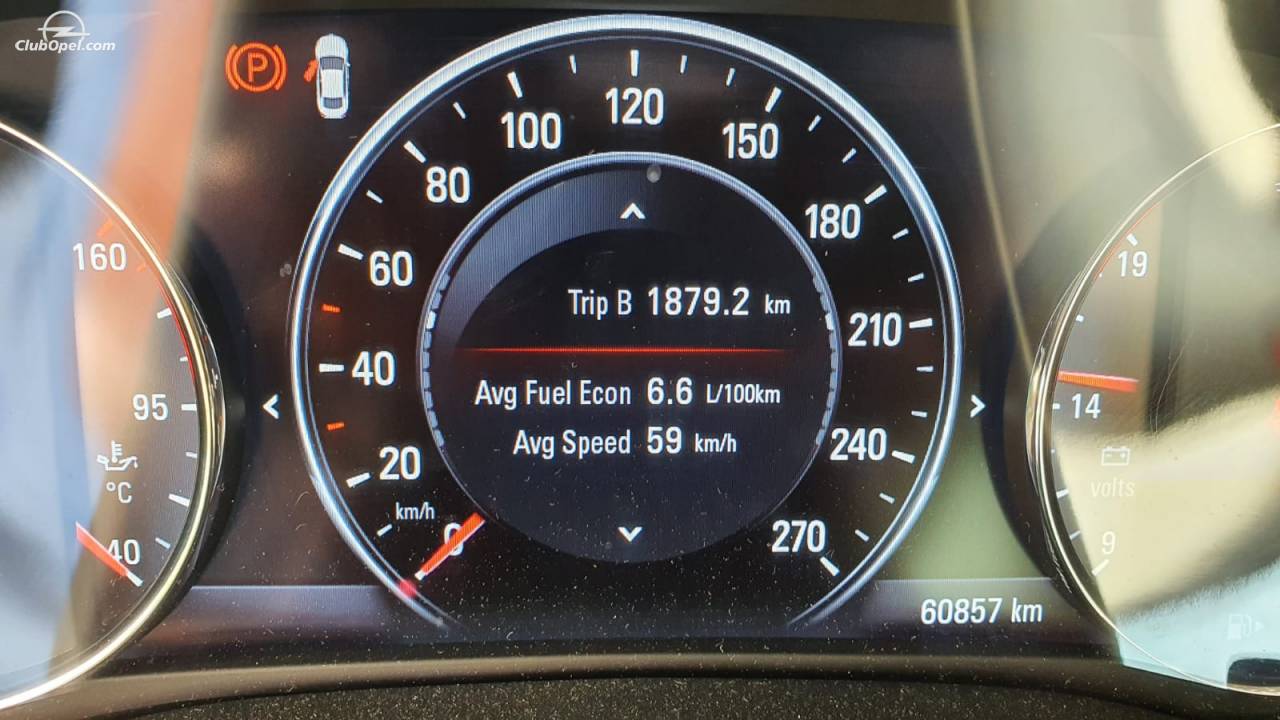 ClubOpel.com
P
160
95
°C
40
0
20
40
60
80
100
120
150
180
210
240
270
km/h
Trip B 1879.2 km
Avg Fuel Econ 6.6 L/100km
Avg Speed 59 km/h
60857 km
19
14
volts
9